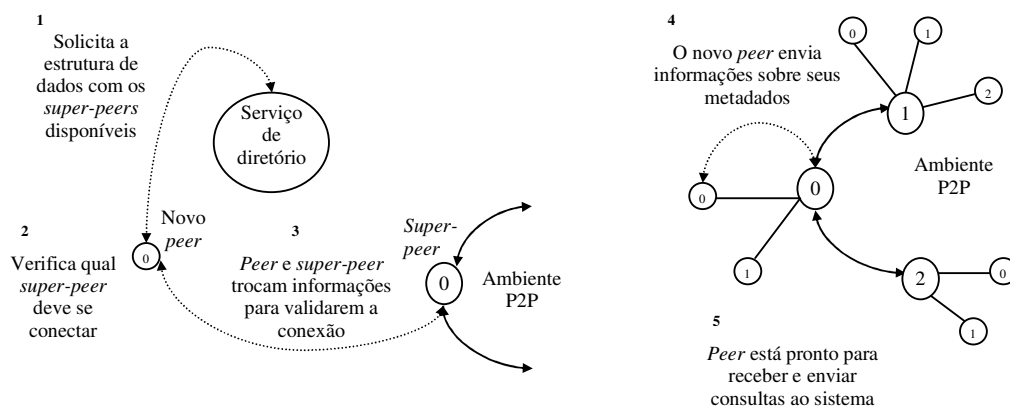 1
Solicita a
estrutura de
dados com os
super-peers
disponíveis
Serviço
de
diretório
2
Verifica qual
super-peer
deve se
conectar
Novo
peer
0
3
Peer e super-peer
trocam informações
para validarem a
conexão
Super-
peer
0
Ambiente
P2P
4
O novo peer envia
informações sobre seus
metadados
0
1
2
1
Ambiente
P2P
0
0
1
2
0
1
5
Peer está pronto para
receber e enviar
consultas ao sistema